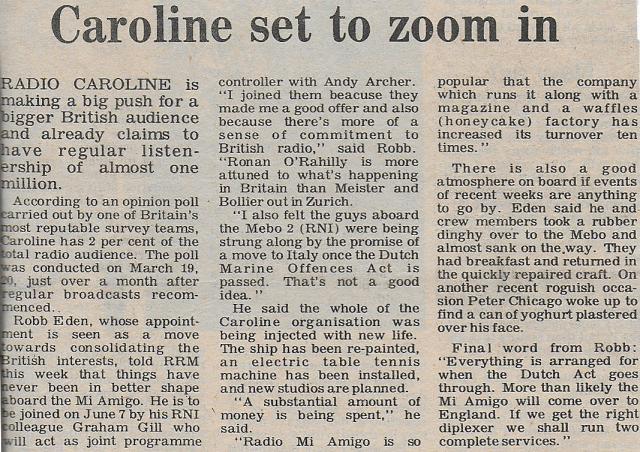 Caroline set to zoom in
RADIO CAROLINE is
making a big push for a
bigger British audience
and already claims to
have regular listen-
ership of almost one
million.
According to an opinion poll
carried out by one of Britain's
most reputable survey teams,
Caroline has 2 per cent of the
total radio audience. The poll
was conducted on March 19,
20, just over a month after
regular broadcasts recom-
menced..
Robb Eden, whose appoint-
ment is seen as a move
towards consolidating the
British interests, told RRM
this week that things have
never been in better shape
aboard the Mi Amigo. He is to
be joined on June 7 by his RNI
colleague Graham Gill who
will act as joint programme
controller with Andy Archer.
"I joined them beacuse they
made me a good offer and also
because there's more of a
sense of commitment to
British radio," said Robb.
"Ronan O'Rahilly is more
attuned to what's happening
in Britain than Meister and
Bollier out in Zurich.
"I also felt the guys aboard
the Mebo 2 (RNI) were being
strung along by the promise of
a move to Italy once the Dutch
Marine Offences Act is
passed. That's not a good
idea."
He said the whole of the
Caroline organisation was
being injected with new life.
The ship has been re-painted,
an electric table tennis
machine has been installed,
and new studios are planned.
"A substantial amount of
money is being spent," he
said.
"Radio Mi Amigo is so
popular that the company
which runs it along with a
magazine and a waffles
(honeycake) factory has
increased its turnover ten
times."
There is also a good
atmosphere on board if events
of recent weeks are anything
to go by. Eden said he and
crew members took a rubber
dinghy over to the Mebo and
almost sank on the way. They
had breakfast and returned in
the quickly repaired craft. On
another recent roguish occa-
sion Peter Chicago woke up to
find a can of yoghurt plastered
over his face.
Final word from Robb:
"Everything is arranged for
when the Dutch Act goes
through. More than likely the
Mi Amigo will come over to
England. If we get the right
diplexer we shall run two
complete services."